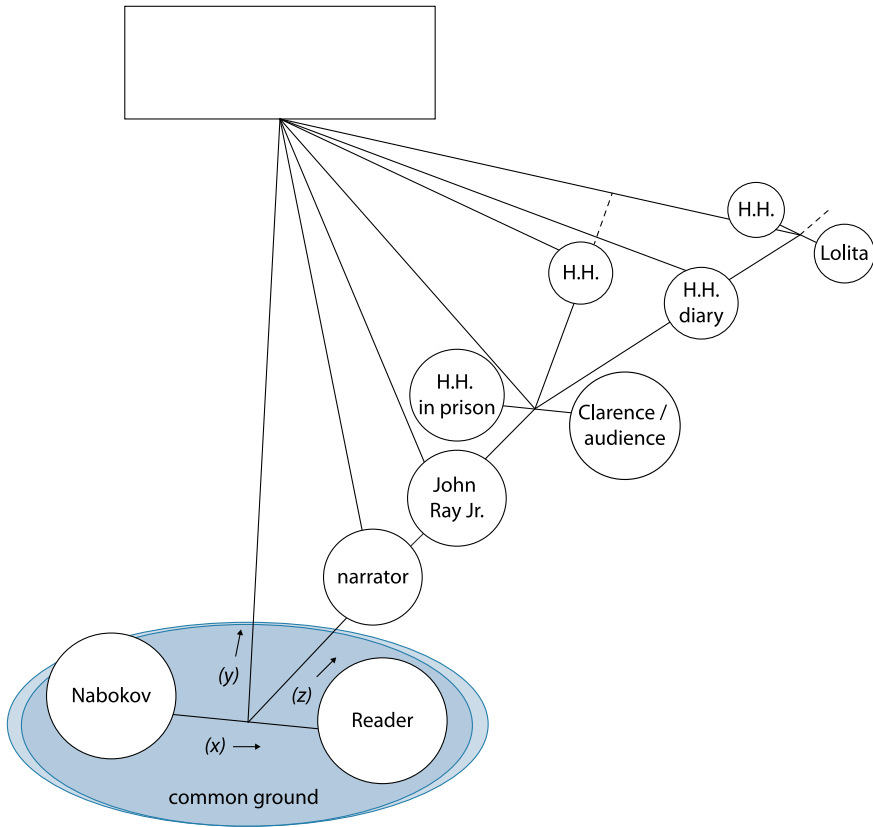 H.H.
Lolita
H.H.
H.H.
diary
H.H.
in prison
Clarence /
audience
John
Ray Jr.
narrator
Nabokov
(y)
(z)
Reader
(x)
common ground